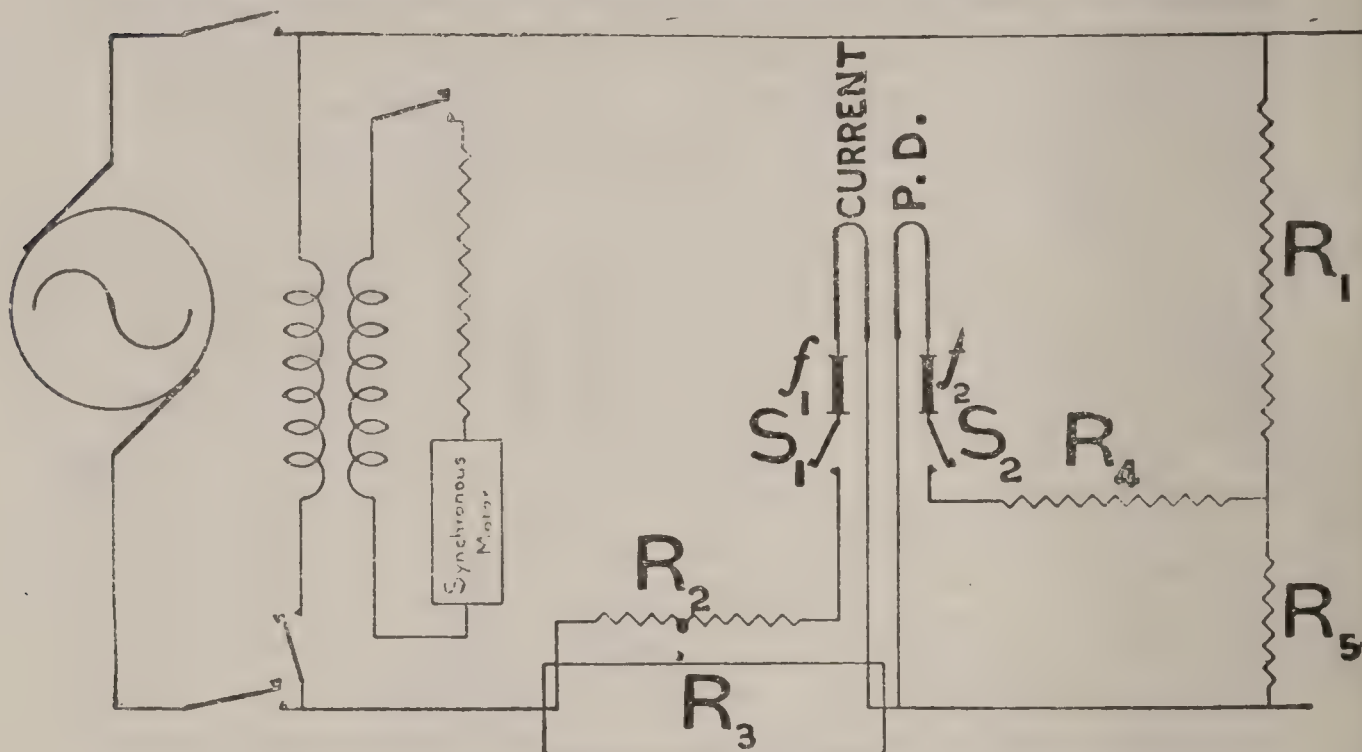 CURRENT
P.D.
R1
f1
f2
S1
S2
R4
Synchronous
Motor
R2
R5
R3